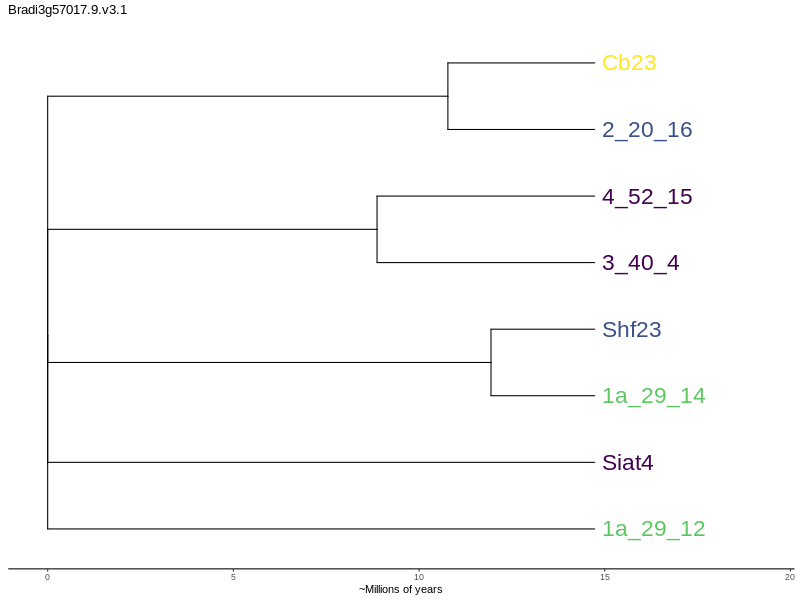 Bradi3g57017.9.v3.1
Cb23
2_20_16
4_52_15
3_40_4
Shf23
1a_29_14
Siat4
1a_29_12
0 5 10 15 20
~Millions of years